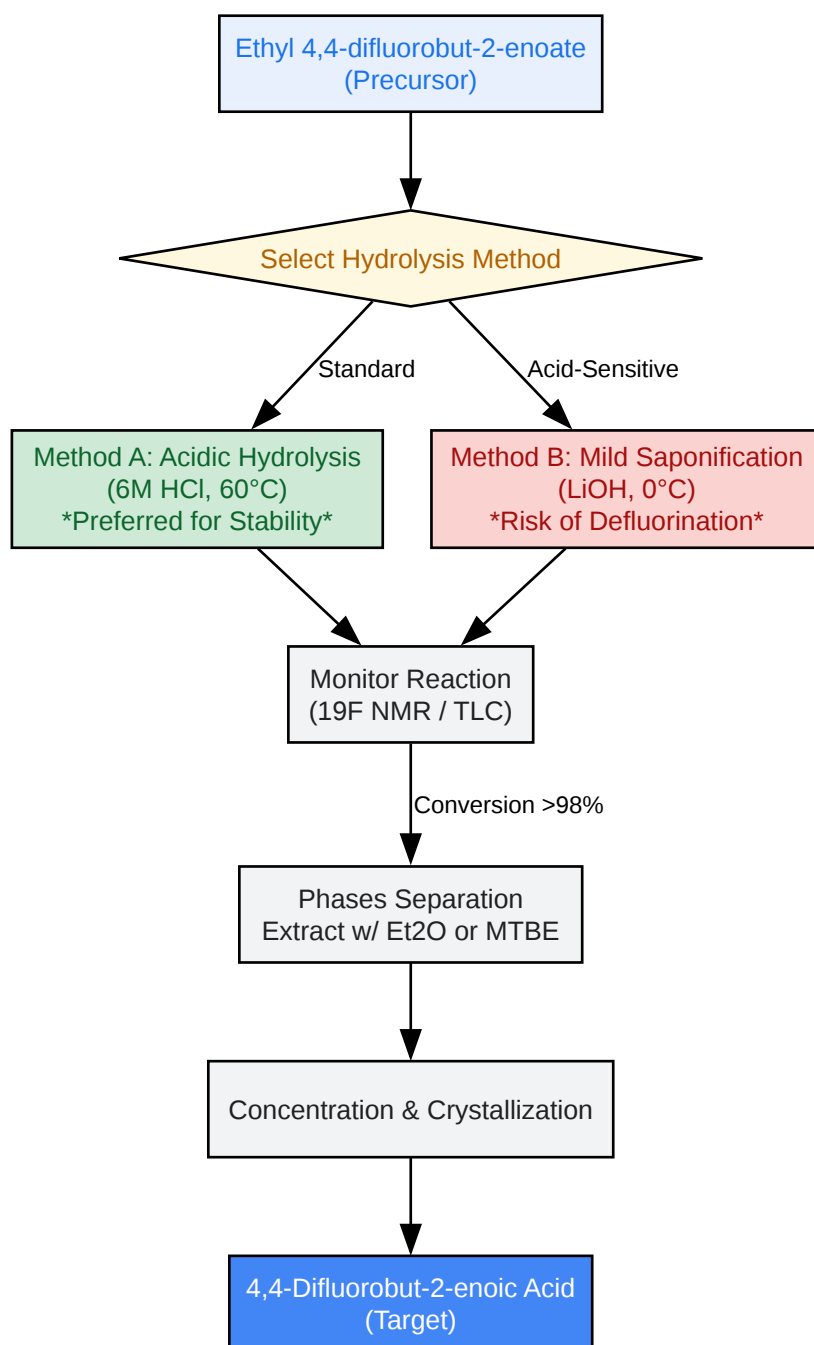 Ethyl 4,4-difluorobut-2-enoate
(Precursor)
Select Hydrolysis Method
Standard
Acid-Sensitive
Method A: Acidic Hydrolysis
(6M HCl, 60°C)
*Preferred for Stability*
Method B: Mild Saponification
(LiOH, 0°C)
*Risk of Defluorination*
Monitor Reaction
(19F NMR / TLC)
Conversion >98%
Phases Separation
Extract w/ Et2O or MTBE
Concentration & Crystallization
4,4-Difluorobut-2-enoic Acid
(Target)